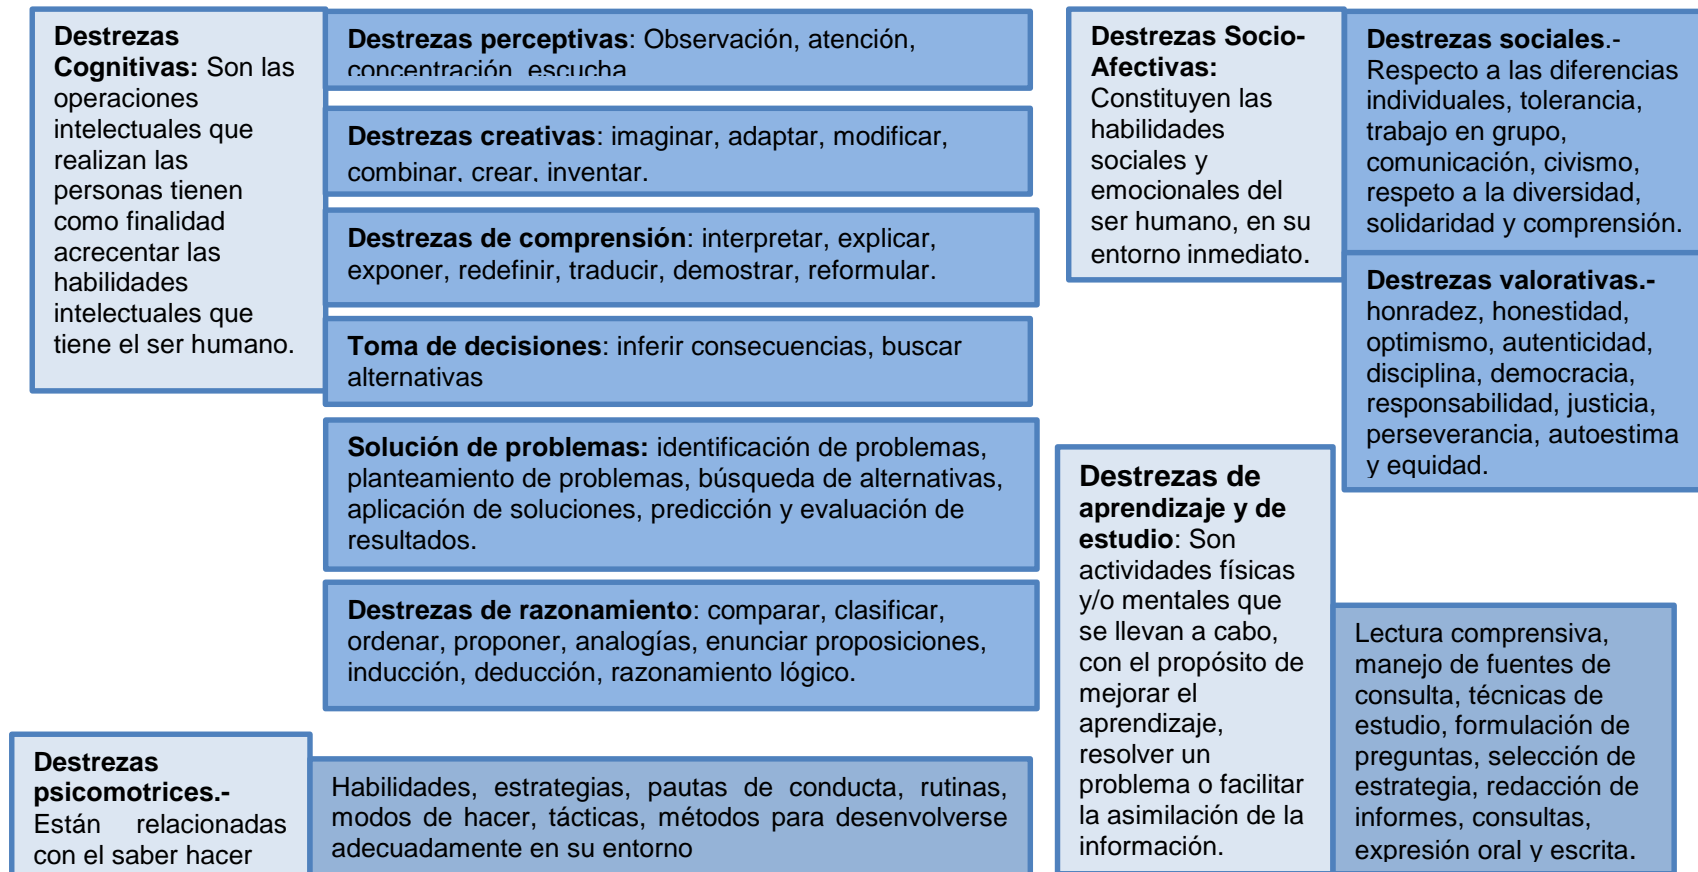 Destrezas
Cognitivas: Son las
operaciones
intelectuales que
realizan las
personas tienen
como finalidad
acrecentar las
habilidades
intelectuales que
tiene el ser humano.
Destrezas perceptivas: Observación, atención,
concentración, escucha
Destrezas creativas: imaginar, adaptar, modificar,
combinar, crear, inventar.
Destrezas de comprensión: interpretar, explicar,
exponer, redefinir, traducir, demostrar, reformular.
Toma de decisiones: inferir consecuencias, buscar
alternativas
Solución de problemas: identificación de problemas,
planteamiento de problemas, búsqueda de alternativas,
aplicación de soluciones, predicción y evaluación de
resultados.
Destrezas de razonamiento: comparar, clasificar,
ordenar, proponer, analogías, enunciar proposiciones,
inducción, deducción, razonamiento lógico.
Destrezas
psicomotrices.-
Están relacionadas
con el saber hacer
Habilidades, estrategias, pautas de conducta, rutinas,
modos de hacer, tácticas, métodos para desenvolverse
adecuadamente en su entorno
Destrezas Socio-
Afectivas:
Constituyen las
habilidades
sociales y
emocionales del
ser humano, en su
entorno inmediato.
Destrezas sociales.-
Respecto a las diferencias
individuales, tolerancia,
trabajo en grupo,
comunicación, civismo,
respeto a la diversidad,
solidaridad y comprensión.
Destrezas valorativas.-
honradez, honestidad,
optimismo, autenticidad,
disciplina, democracia,
responsabilidad, justicia,
perseverancia, autoestima
y equidad.
Destrezas de
aprendizaje y de
estudio: Son
actividades físicas
y/o mentales que
se llevan a cabo,
con el propósito de
mejorar el
aprendizaje,
resolver un
problema o facilitar
la asimilación de la
información.
Lectura comprensiva,
manejo de fuentes de
consulta, técnicas de
estudio, formulación de
preguntas, selección de
estrategia, redacción de
informes, consultas,
expresión oral y escrita.